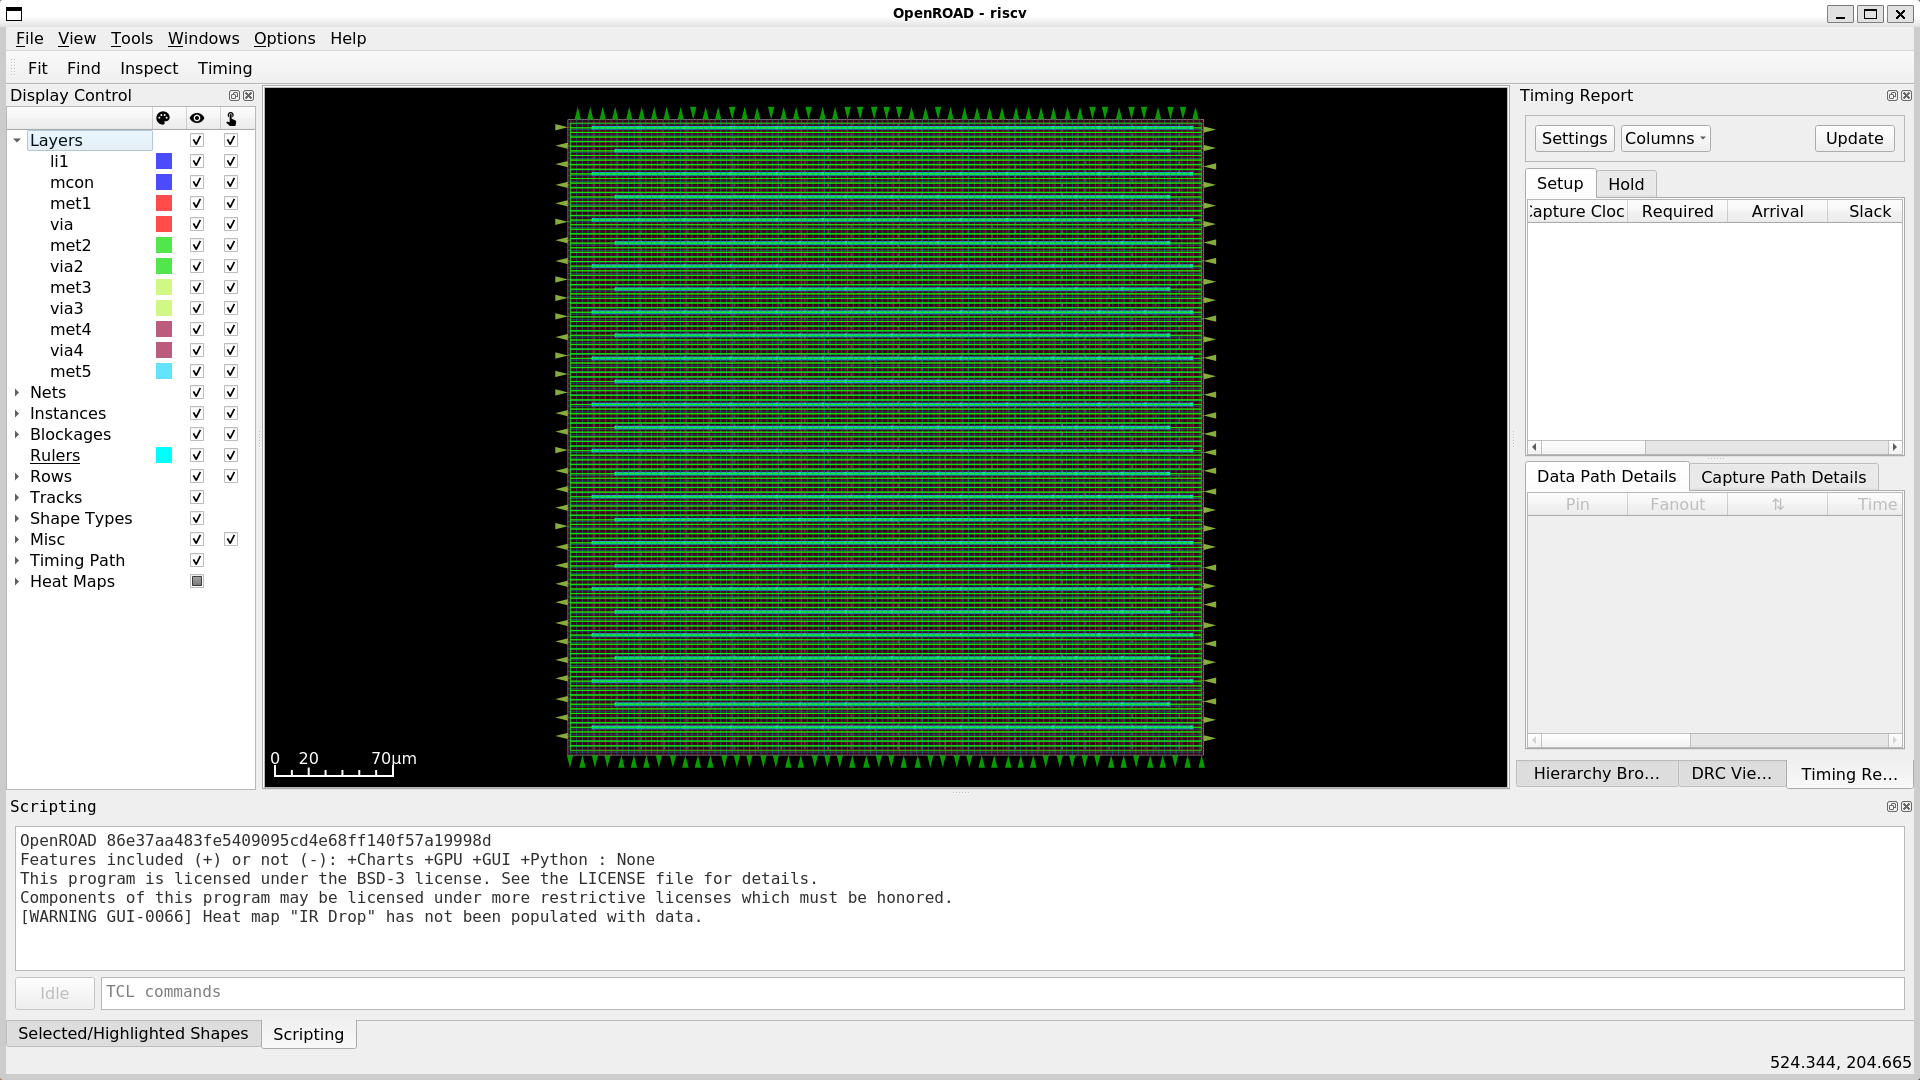 OpenROAD - riscv
File View Tools Windows Options Help
Fit Find Inspect Timing
Display Control
Layers
li1
mcon
met1
via
met2
via2
met3
via3
met4
via4
met5
Nets
Instances
Blockages
Rulers
Rows
Tracks
Shape Types
Misc
Timing Path
Heat Maps
0 20 70μm
Timing Report
Settings Columns Update
Setup Hold
Capture Cloc Required Arrival Slack
Data Path Details Capture Path Details
Pin Fanout ⇅ Time
Hierarchy Bro... DRC Vie... Timing Re...
Scripting
OpenROAD 86e37aa483fe5409095cd4e68ff140f57a19998d
Features included (+) or not (-): +Charts +GPU +GUI +Python : None
This program is licensed under the BSD-3 license. See the LICENSE file for details.
Components of this program may be licensed under more restrictive licenses which must be honored.
[WARNING GUI-0066] Heat map "IR Drop" has not been populated with data.
Idle TCL commands
Selected/Highlighted Shapes Scripting
524.344, 204.665